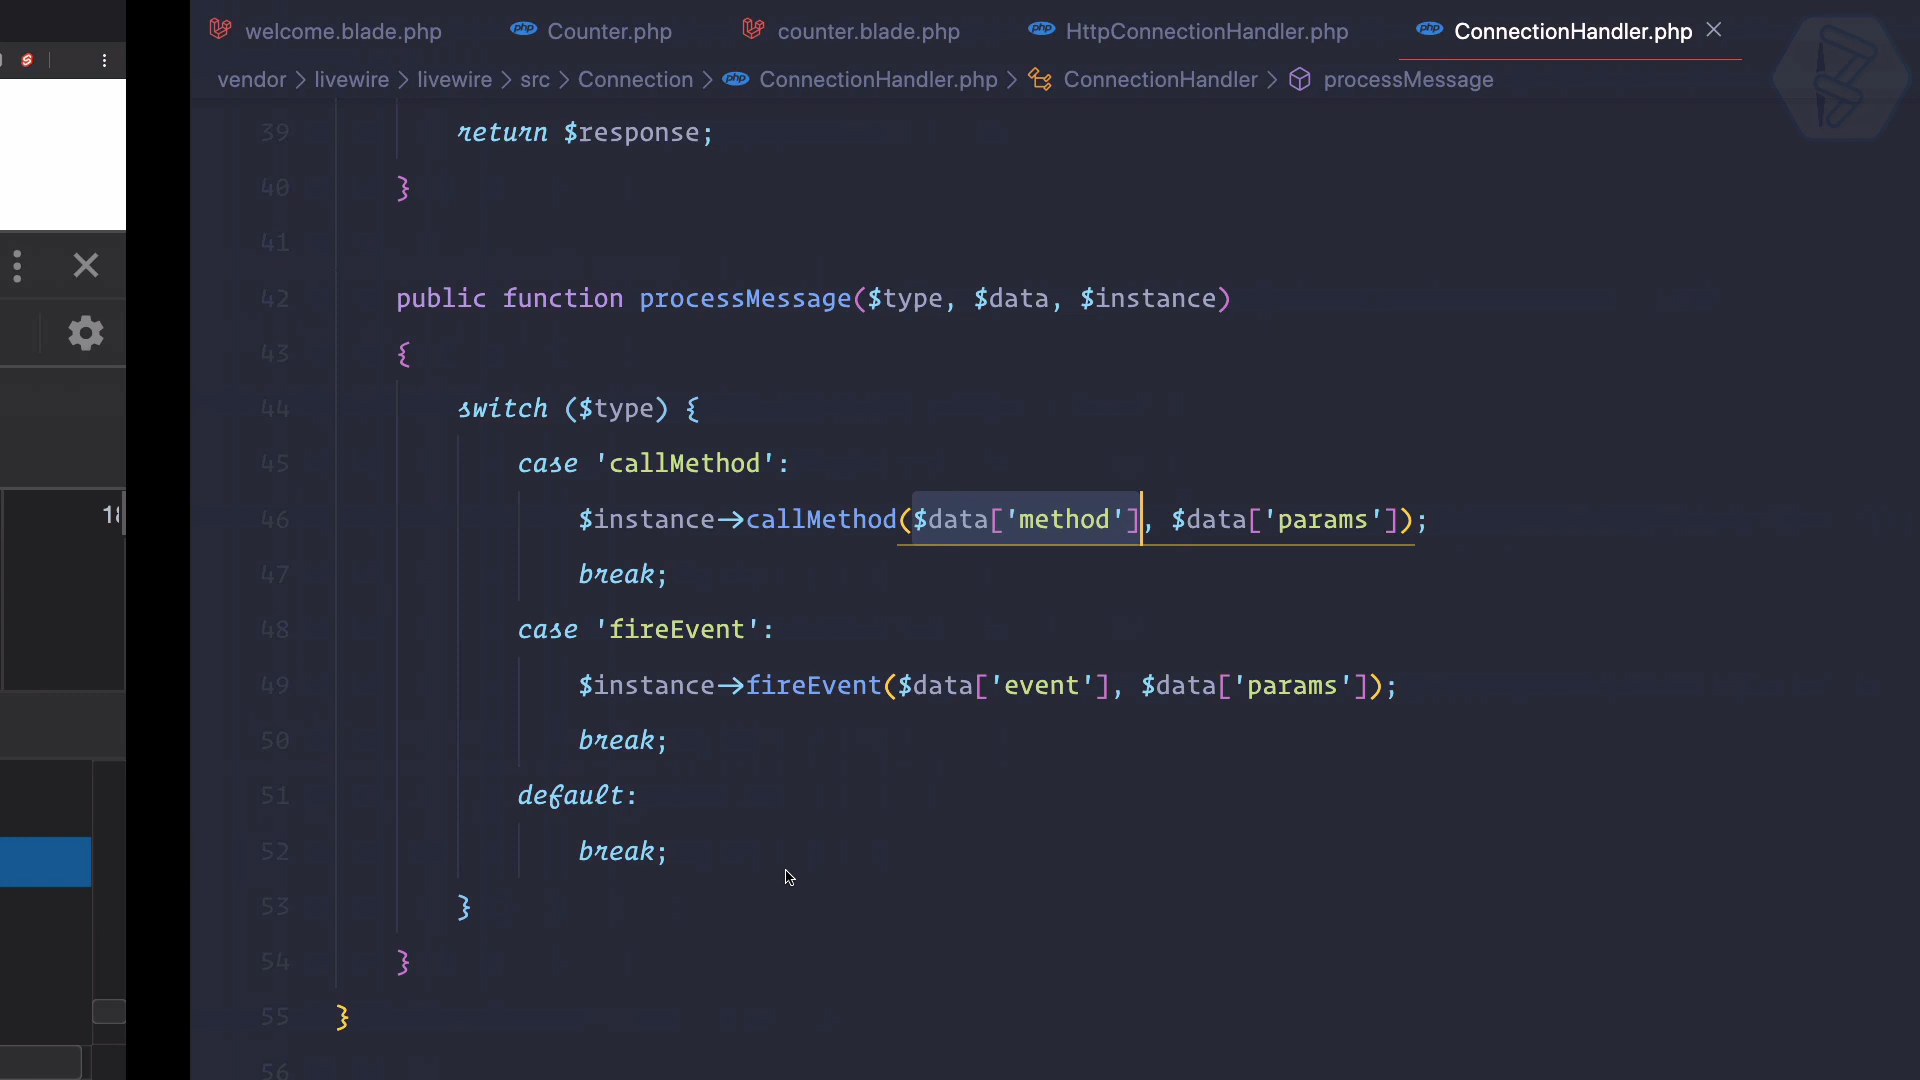 welcome.blade.php
Counter.php
counter.blade.php
HttpConnectionHandler.php
ConnectionHandler.php
vendor > livewire > livewire > src > Connection > ConnectionHandler.php > ConnectionHandler > processMessage
39 return $response;
40 }
41
42 public function processMessage($type, $data, $instance)
43 {
44 switch ($type) {
45 case 'callMethod':
46 $instance->callMethod($data['method'], $data['params']);
47 break;
48 case 'fireEvent':
49 $instance->fireEvent($data['event'], $data['params']);
50 break;
51 default:
52 break;
53 }
54 }
55 }
56